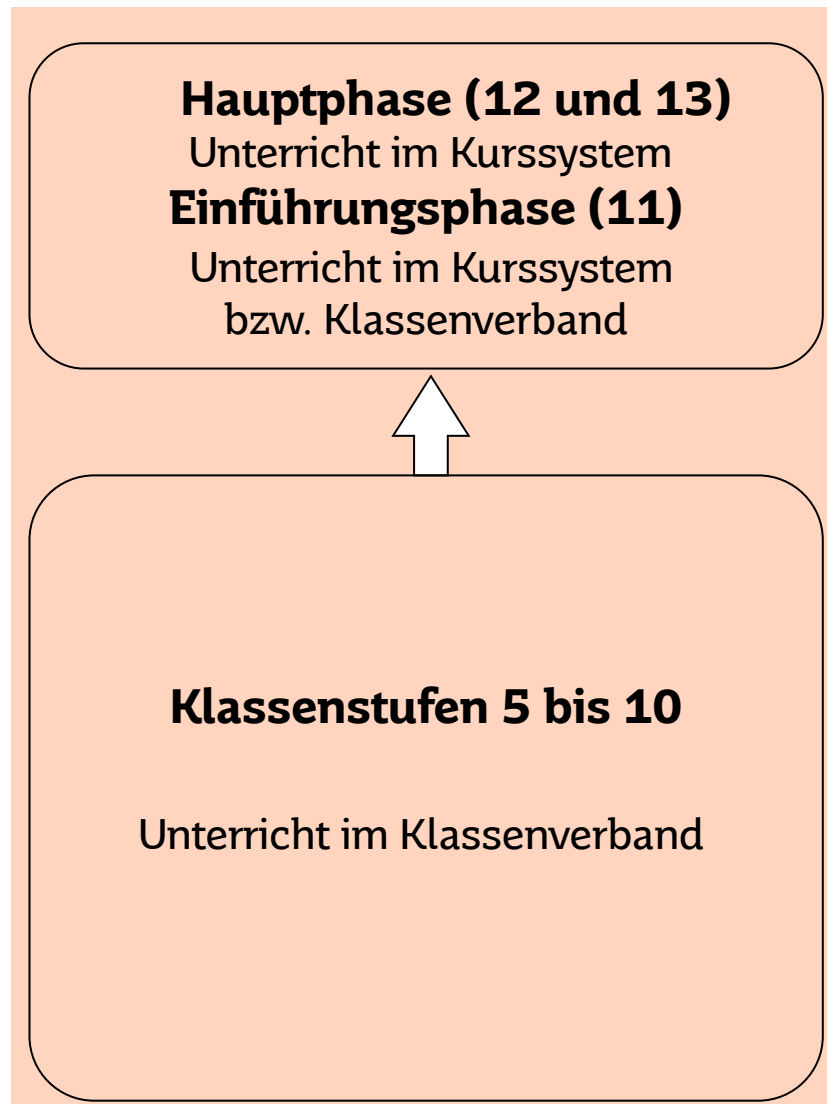 Hauptphase (12 und 13)
Unterricht im Kurssystem
Einführungsphase (11)
Unterricht im Kurssystem
bzw. Klassenverband
Klassenstufen 5 bis 10
Unterricht im Klassenverband